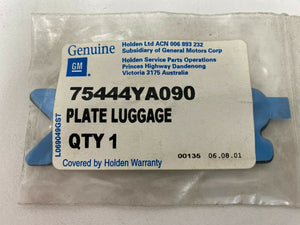 Genuine
GM
Holden Ltd ACN 006 893 232
Subsidiary of General Motors Corp
Holden Service Parts Operations
Princes Highway Dandenong
Victoria 3175 Australia
75444YA090
PLATE LUGGAGE
QTY 1
Covered by Holden Warranty
00135 06.08.01
L069049GST